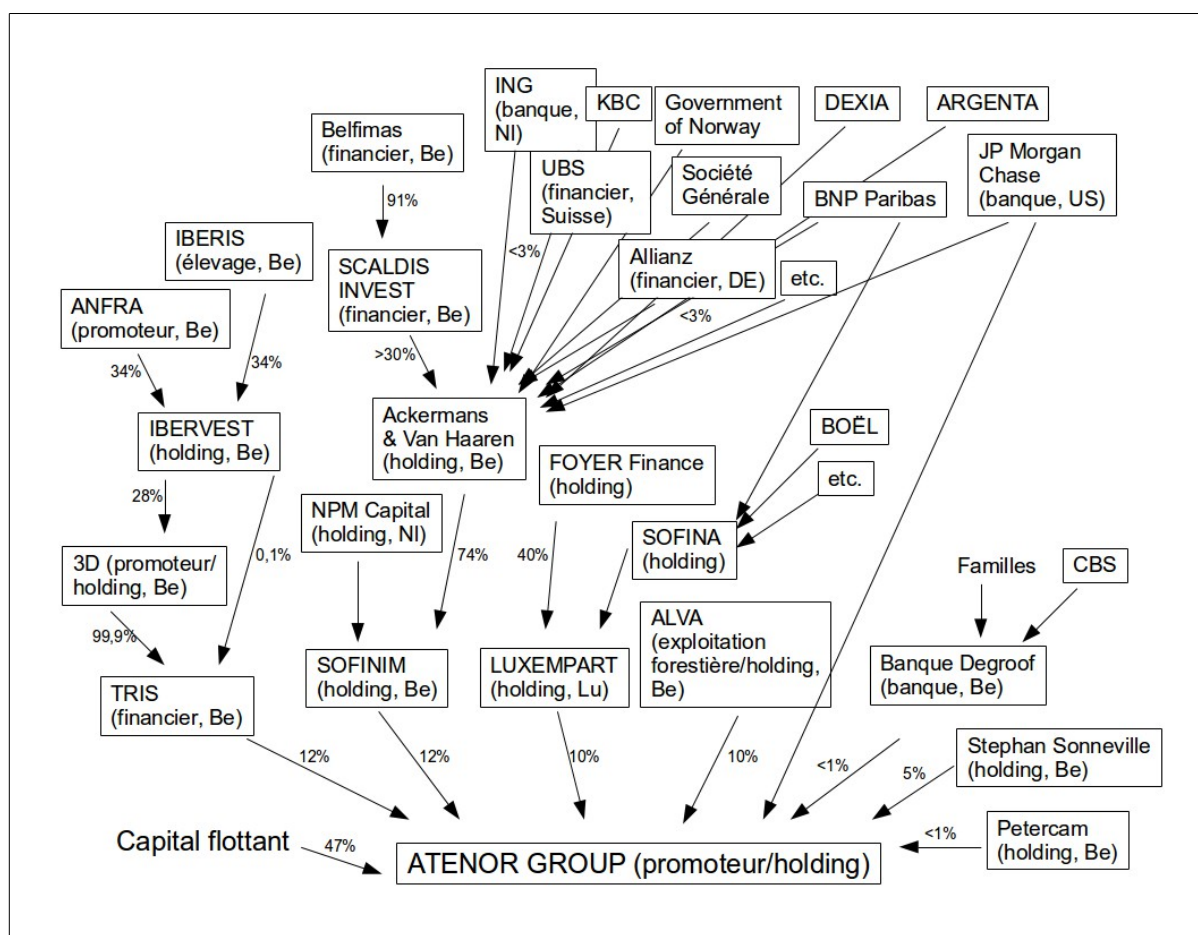 ING
(banque,
Nl)
KBC
Government
of Norway
DEXIA
ARGENTA
Belfimas
(financier, Be)
UBS
(financier,
Suisse)
Société
Générale
BNP Paribas
JP Morgan
Chase
(banque, US)
91%
IBERIS
(élevage, Be)
SCALDIS
INVEST
(financier, Be)
<3%
Allianz
(financier, DE)
etc.
<3%
ANFRA
(promoteur, Be)
>30%
34%
34%
IBERVEST
(holding, Be)
Ackermans
& Van Haaren
(holding, Be)
BOËL
FOYER Finance
(holding)
etc.
28%
NPM Capital
(holding, Nl)
SOFINA
(holding)
3D (promoteur/
holding, Be)
0,1%
74%
40%
Familles
CBS
99,9%
ALVA
(exploitation
forestière/holding,
Be)
TRIS
(financier, Be)
SOFINIM
(holding, Be)
LUXEMPART
(holding, Lu)
Banque Degroof
(banque, Be)
12%
12%
10%
10%
<1%
5%
Stephan Sonneville
(holding, Be)
Capital flottant
47%
ATENOR GROUP (promoteur/holding)
<1%
Petercam
(holding, Be)